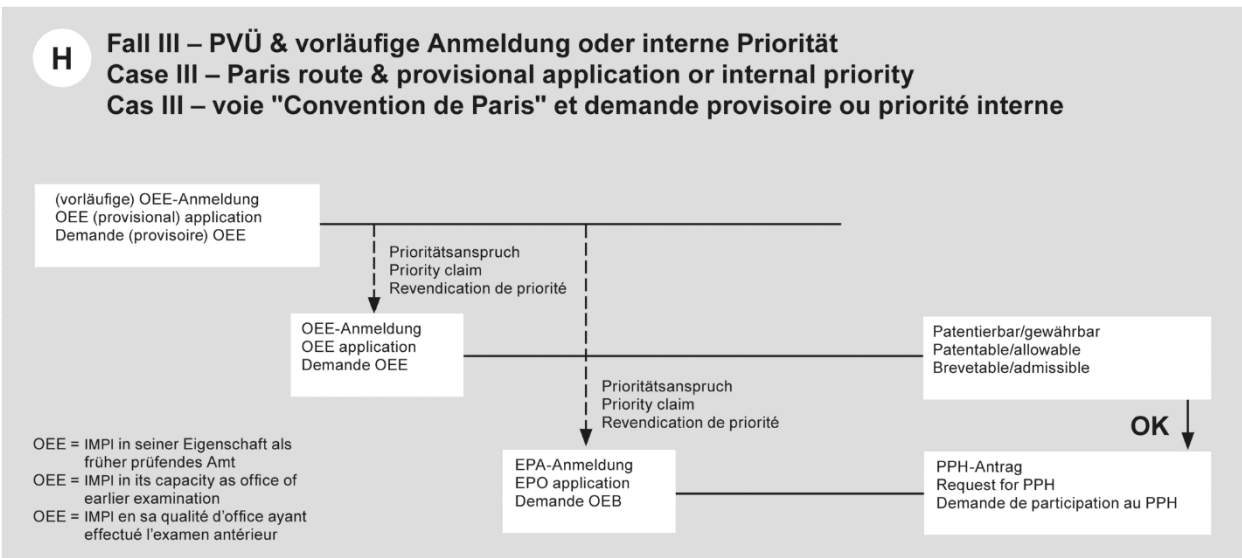 H
Fall III – PVÜ & vorläufige Anmeldung oder interne Priorität
Case III – Paris route & provisional application or internal priority
Cas III – voie "Convention de Paris" et demande provisoire ou priorité interne
(vorläufige) OEE-Anmeldung
OEE (provisional) application
Demande (provisoire) OEE
Prioritätsanspruch
Priority claim
Revendication de priorité
OEE-Anmeldung
OEE application
Demande OEE
Patentierbar/gewährbar
Patentable/allowable
Brevetable/admissible
Prioritätsanspruch
Priority claim
Revendication de priorité
OK
OEE = IMPI in seiner Eigenschaft als
früher prüfendes Amt
OEE = IMPI in its capacity as office of
earlier examination
OEE = IMPI en sa qualité d'office ayant
effectué l'examen antérieur
EPA-Anmeldung
EPO application
Demande OEB
PPH-Antrag
Request for PPH
Demande de participation au PPH